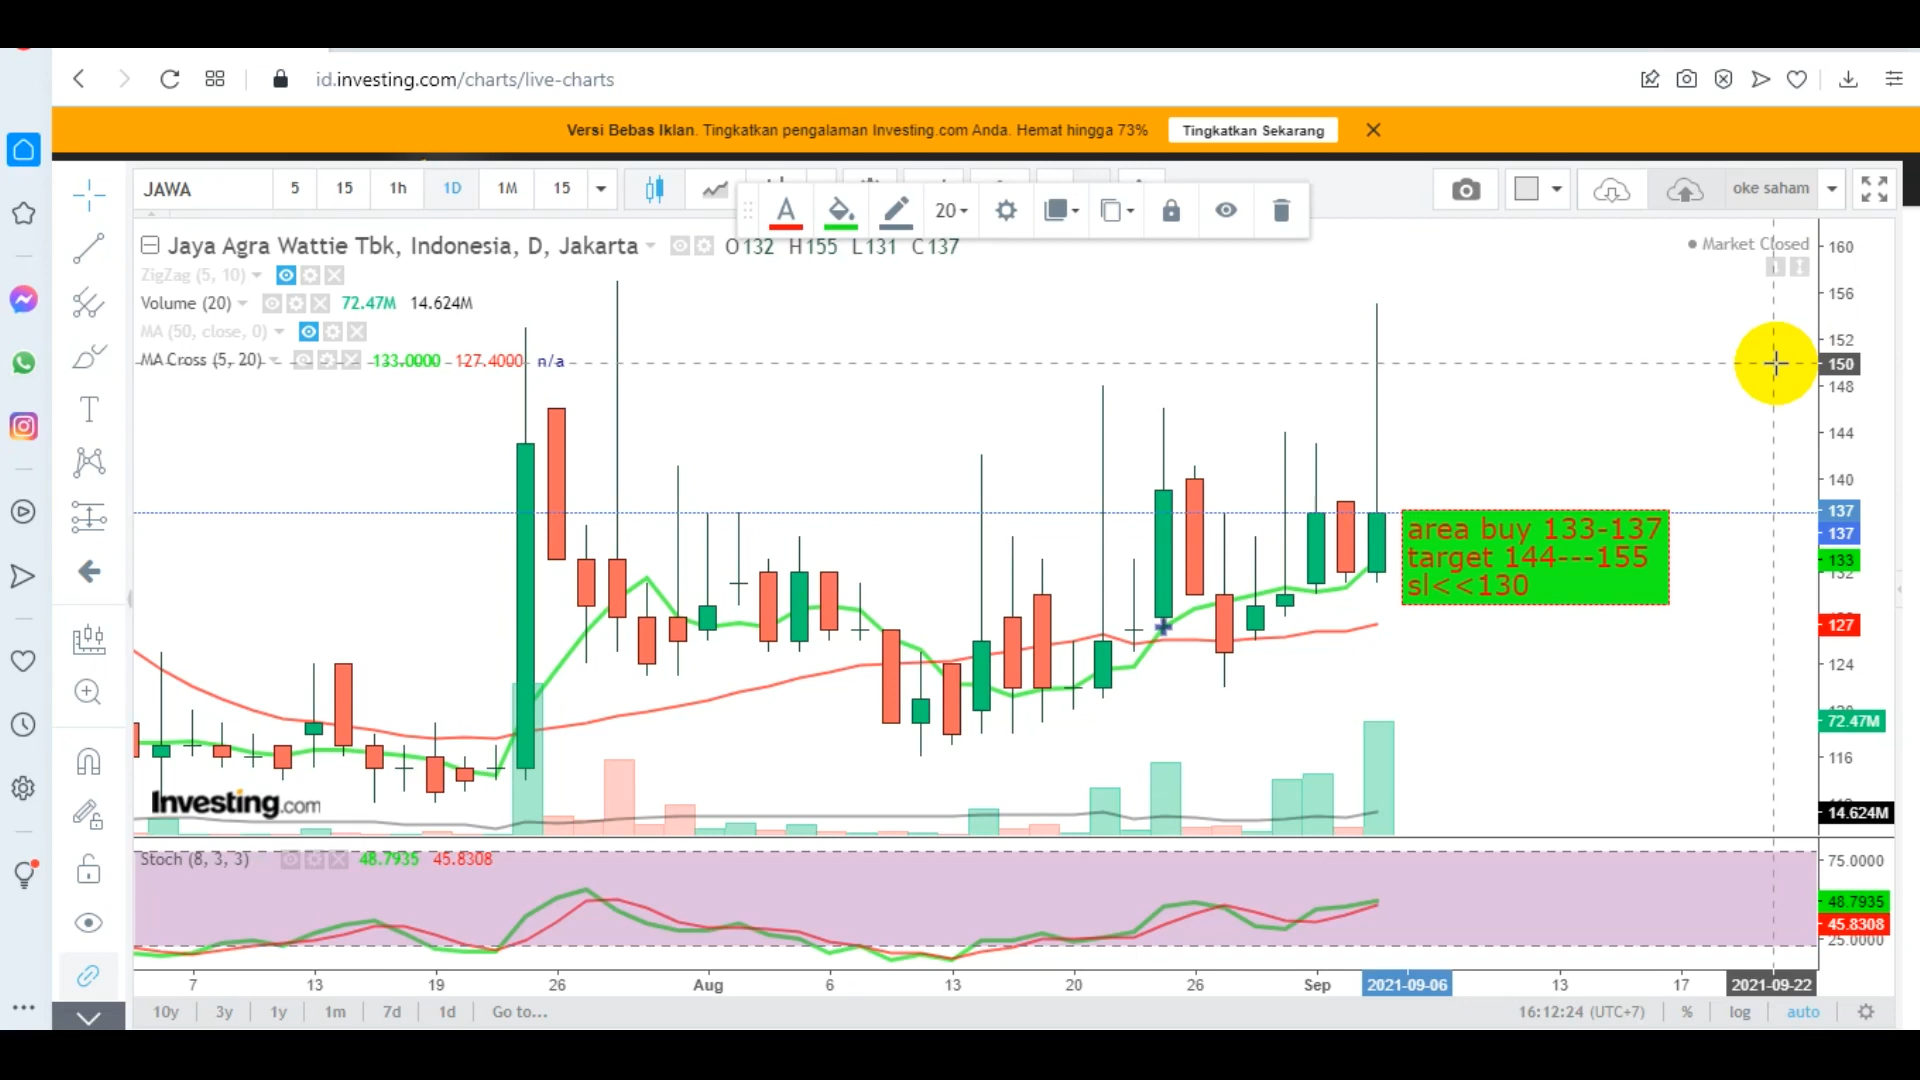 id.investing.com/charts/live-charts
Versi Bebas Iklan. Tingkatkan pengalaman Investing.com Anda. Hemat hingga 73% Tingkatkan Sekarang
JAWA 5 15 1h 1D 1M 15 oke saham
A 20
Jaya Agra Wattie Tbk, Indonesia, D, Jakarta O132 H155 L131 C137
Market Closed
ZigZag (5, 10)
Volume (20) 72.47M 14.624M
MA (50, close, 0)
MA Cross (5, 20) 133.0000 127.4000 n/a
160
156
152
150
148
144
140
137
137
133
132
127
124
72.47M
116
14.624M
area buy 133-137
target 144---155
sl<<130
Investing.com
Stoch (8, 3, 3) 48.7935 45.8308
75.0000
48.7935
45.8308
25.0000
7 13 19 26 Aug 6 13 20 26 Sep 2021-09-06 13 17 2021-09-22
10y 3y 1y 1m 7d 1d Go to... 16:12:24 (UTC+7) % log auto